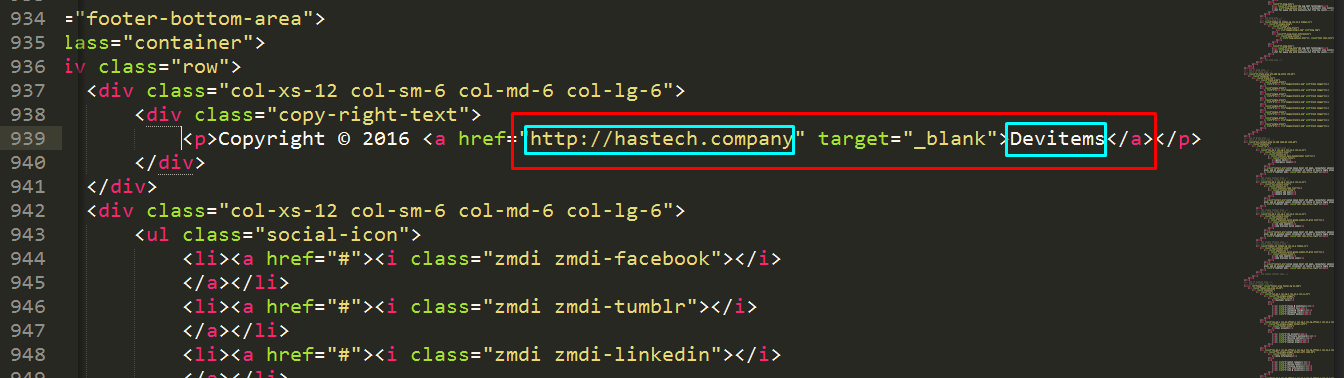 934 ="footer-bottom-area">
935 lass="container">
936 iv class="row">
937 <div class="col-xs-12 col-sm-6 col-md-6 col-lg-6">
938 <div class="copy-right-text">
939 <p>Copyright © 2016 <a href="http://hastech.company" target="_blank">Devitems</a></p>
940 </div>
941 </div>
942 <div class="col-xs-12 col-sm-6 col-md-6 col-lg-6">
943 <ul class="social-icon">
944 <li><a href="#"><i class="zmdi zmdi-facebook"></i>
945 </a></li>
946 <li><a href="#"><i class="zmdi zmdi-tumblr"></i>
947 </a></li>
948 <li><a href="#"><i class="zmdi zmdi-linkedin"></i>
949 </a></li>